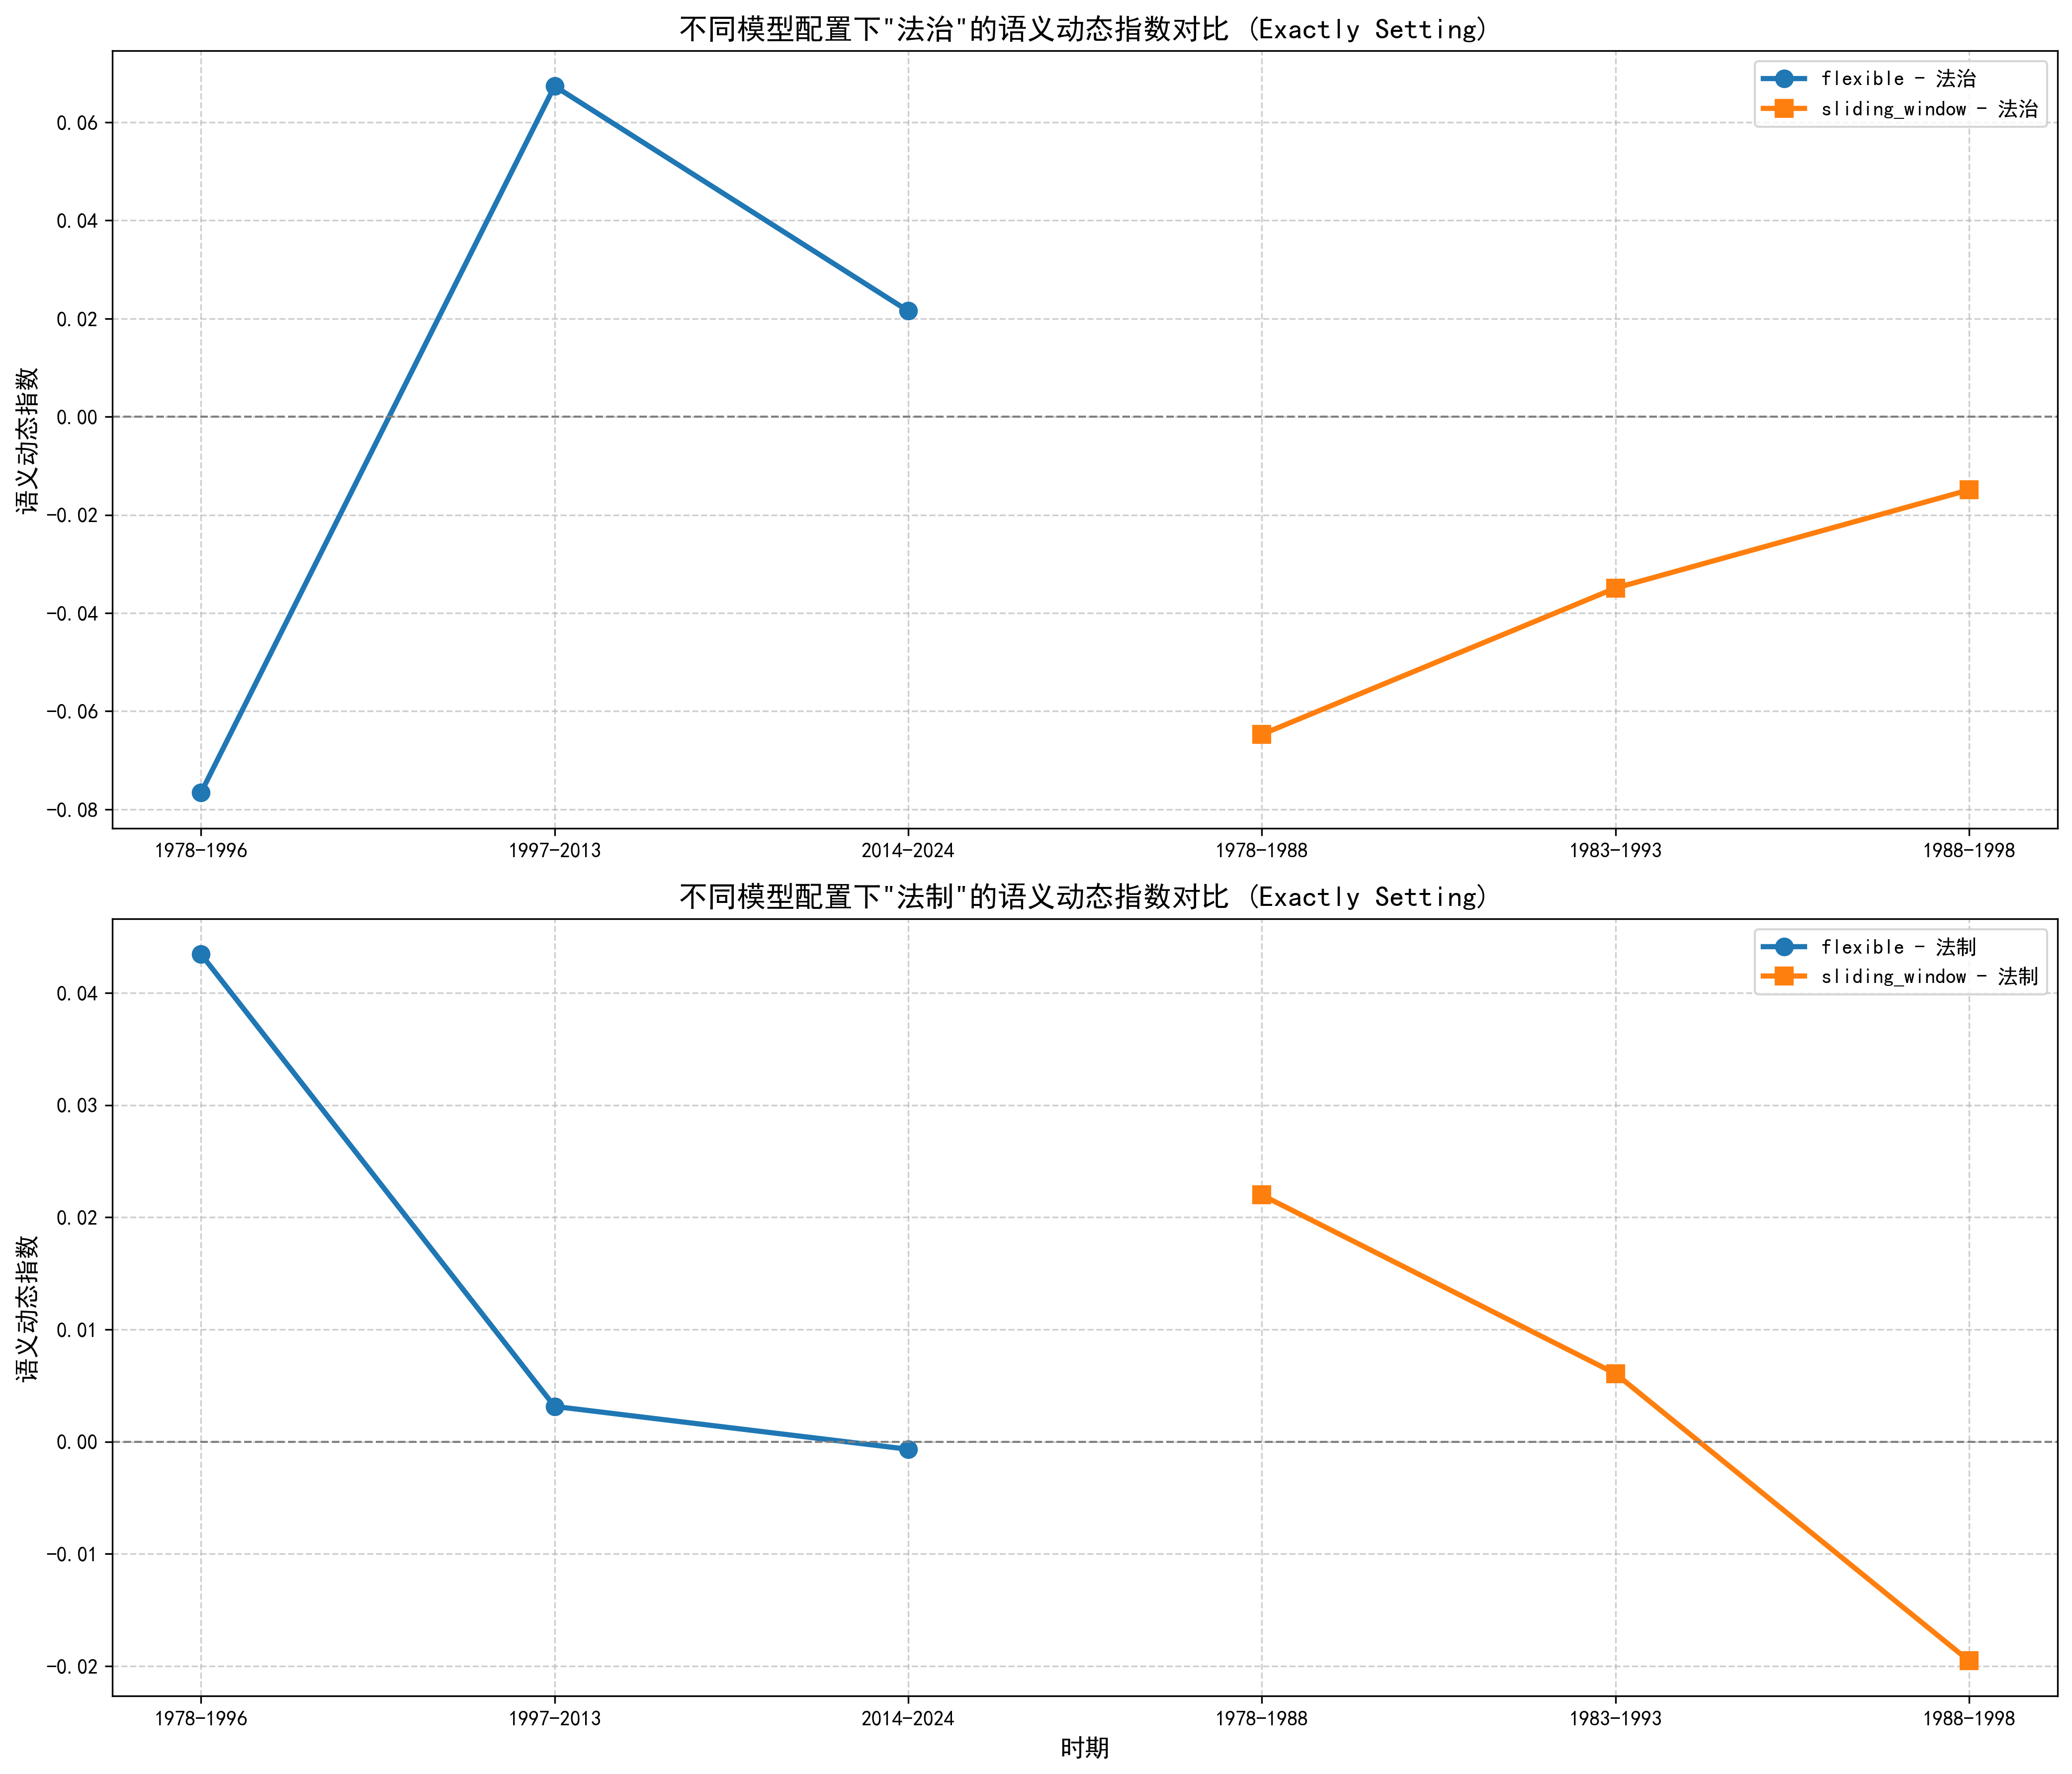 不同模型配置下"法治"的语义动态指数对比 (Exactly Setting)
flexible - 法治
sliding_window - 法治
语义动态指数
0.06
0.04
0.02
0.00
-0.02
-0.04
-0.06
-0.08
1978-1996 1997-2013 2014-2024 1978-1988 1983-1993 1988-1998
不同模型配置下"法制"的语义动态指数对比 (Exactly Setting)
flexible - 法制
sliding_window - 法制
语义动态指数
0.04
0.03
0.02
0.01
0.00
-0.01
-0.02
1978-1996 1997-2013 2014-2024 1978-1988 1983-1993 1988-1998
时期